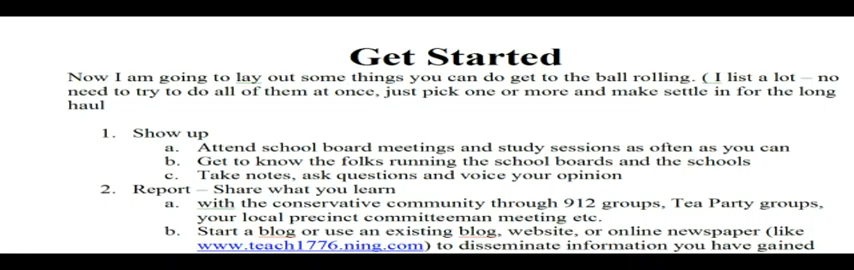 Get Started
Now I am going to lay out some things you can do get to the ball rolling. ( I list a lot – no
need to try to do all of them at once, just pick one or more and make settle in for the long
haul
1. Show up
a. Attend school board meetings and study sessions as often as you can
b. Get to know the folks running the school boards and the schools
c. Take notes, ask questions and voice your opinion
2. Report – Share what you learn
a. with the conservative community through 912 groups, Tea Party groups,
your local precinct committeeman meeting etc.
b. Start a blog or use an existing blog, website, or online newspaper (like
www.teach1776.ning.com) to disseminate information you have gained